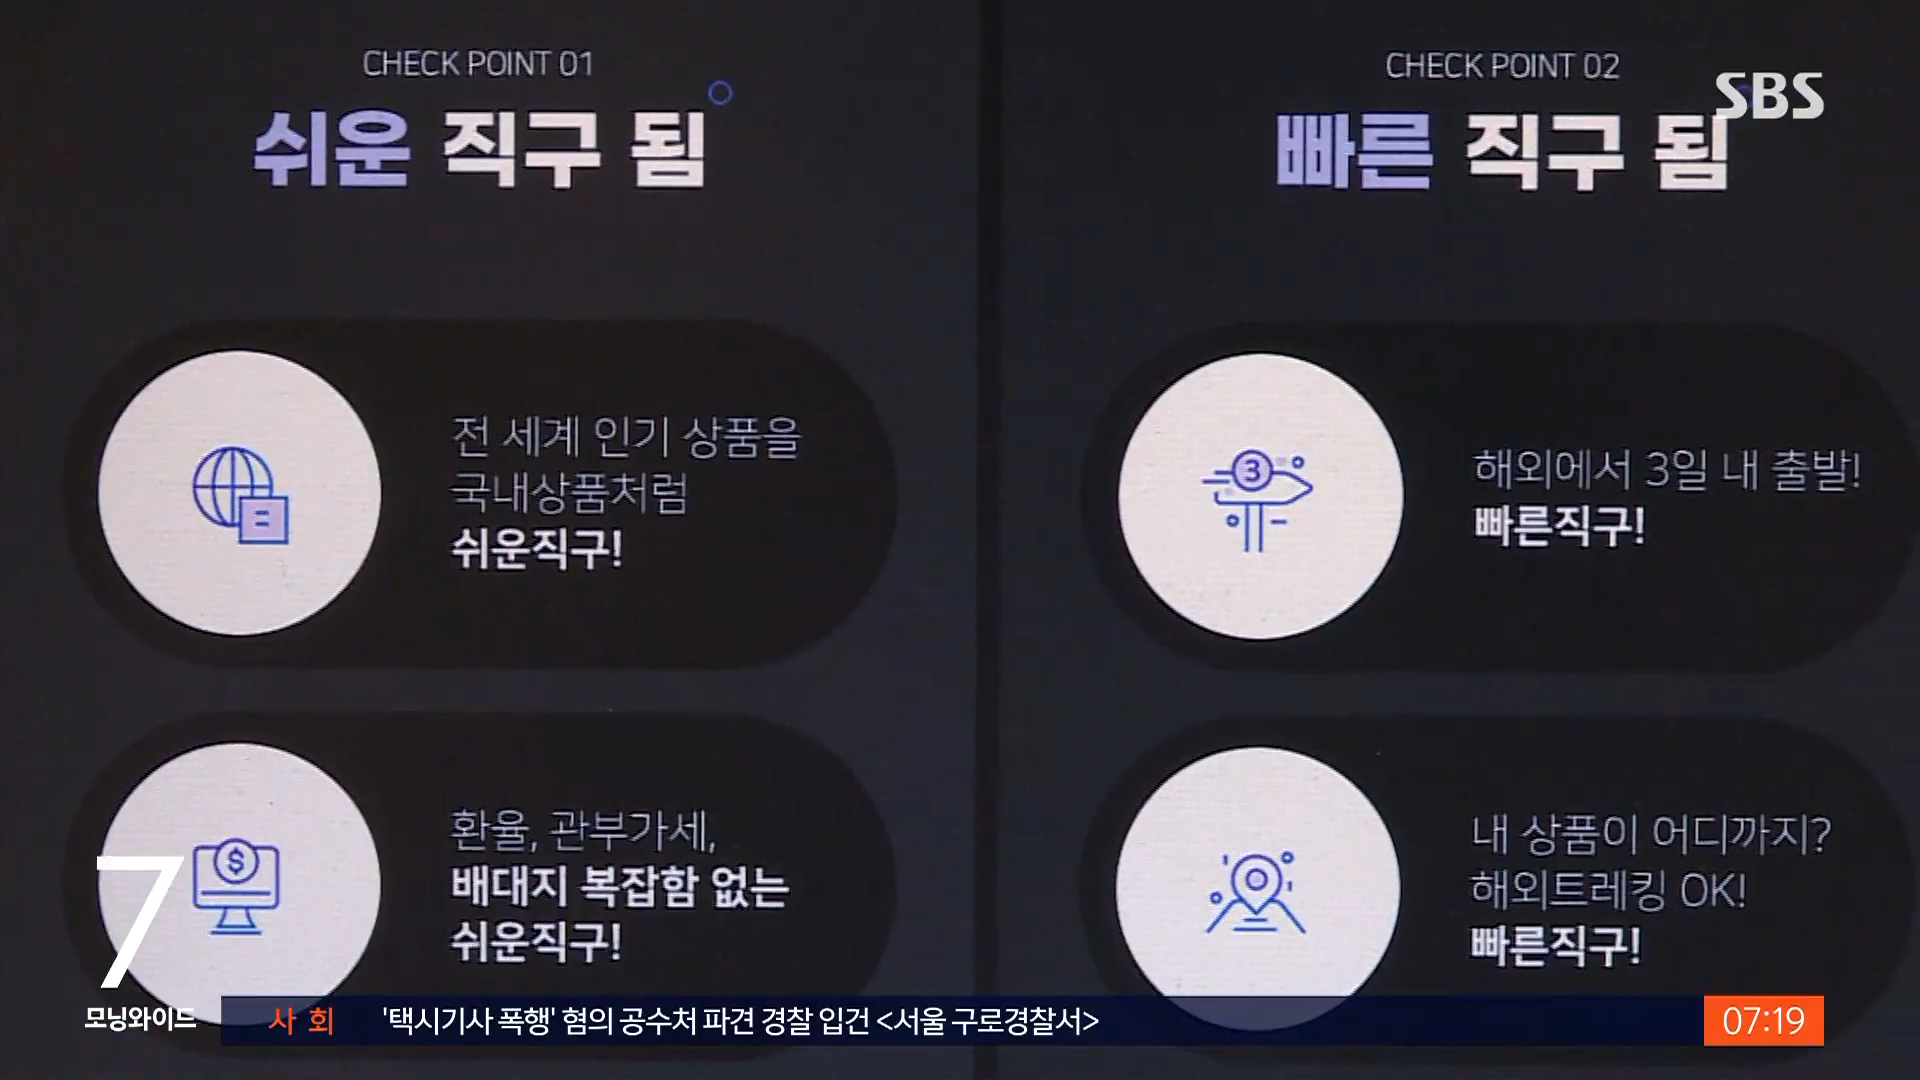 CHECK POINT 01
쉬운 직구 됨
전 세계 인기 상품을
국내상품처럼
쉬운직구!
환율, 관부가세,
배대지 복잡함 없는
쉬운직구!
CHECK POINT 02
빠른 직구 됨
3
해외에서 3일 내 출발!
빠른직구!
내 상품이 어디까지?
해외트레킹 OK!
빠른직구!
SBS
7
모닝와이드
사회 '택시기사 폭행' 혐의 공수처 파견 경찰 입건 <서울 구로경찰서>
07:19